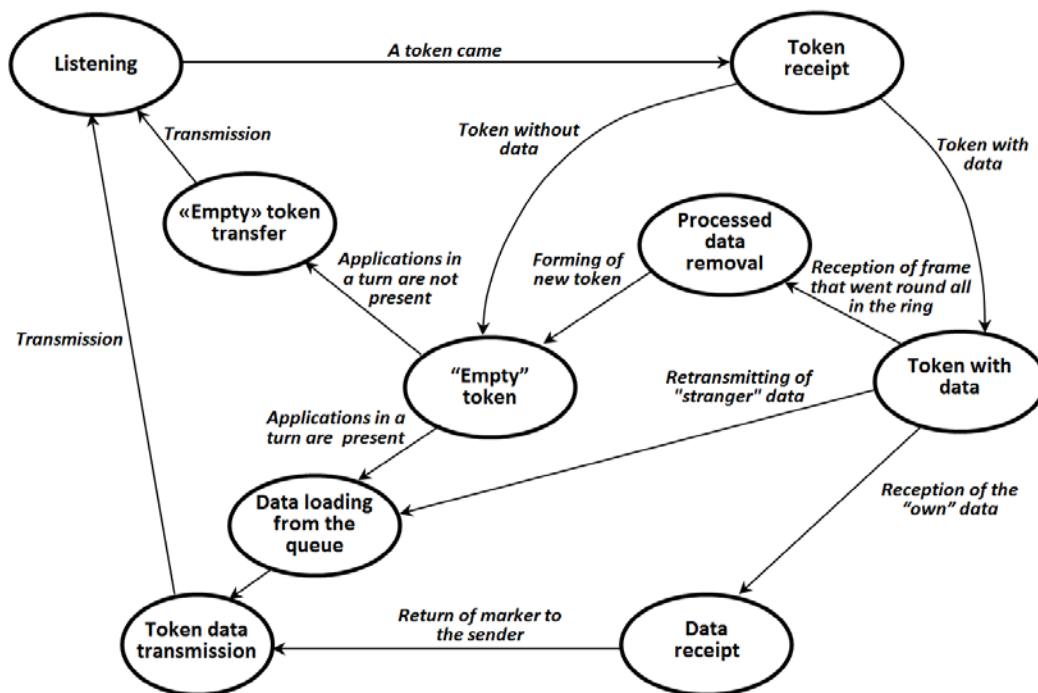 Listening
A token came
Token
receipt
Transmission
Token without
data
Token with
data
«Empty» token
transfer
Processed
data
removal
Applications in
a turn are not
present
Forming of
new token
Reception of frame
that went round all
in the ring
Transmission
“Empty”
token
Retransmitting of
"stranger" data
Token with
data
Applications in a
turn are present
Data loading
from the
queue
Reception of the
“own” data
Token data
transmission
Return of marker to
the sender
Data
receipt